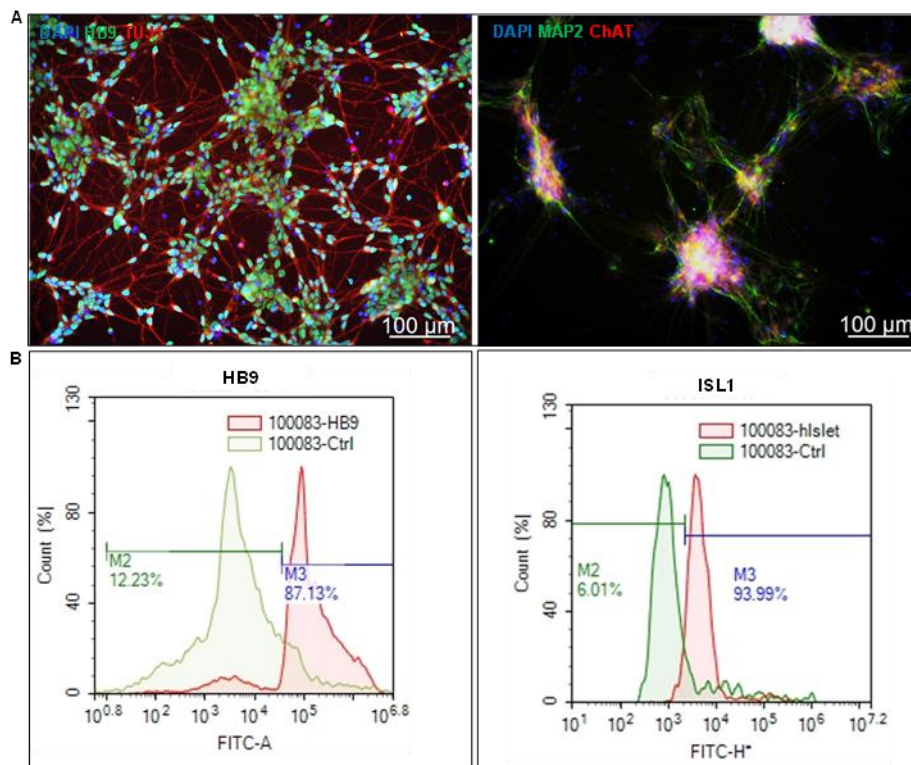 A
DAPI HB9 TUJ1
DAPI MAP2 ChAT
100 µm
100 µm
B
HB9
130
80
40
0
Count (%)
100083-HB9
100083-Ctrl
M2
12.23%
M3
87.13%
10^0.8 10^2 10^3 10^4 10^5 10^6.8
FITC-A
ISL1
130
80
40
0
Count (%)
100083-hIslet
100083-Ctrl
M2
6.01%
M3
93.99%
10^1 10^2 10^3 10^4 10^5 10^6 10^7.2
FITC-H*